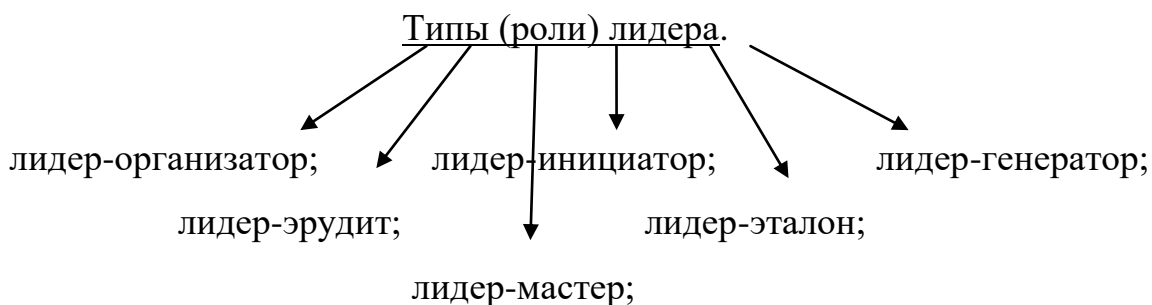 Типы (роли) лидера.
лидер-организатор; лидер-инициатор; лидер-генератор;
лидер-эрудит; лидер-эталон;
лидер-мастер;